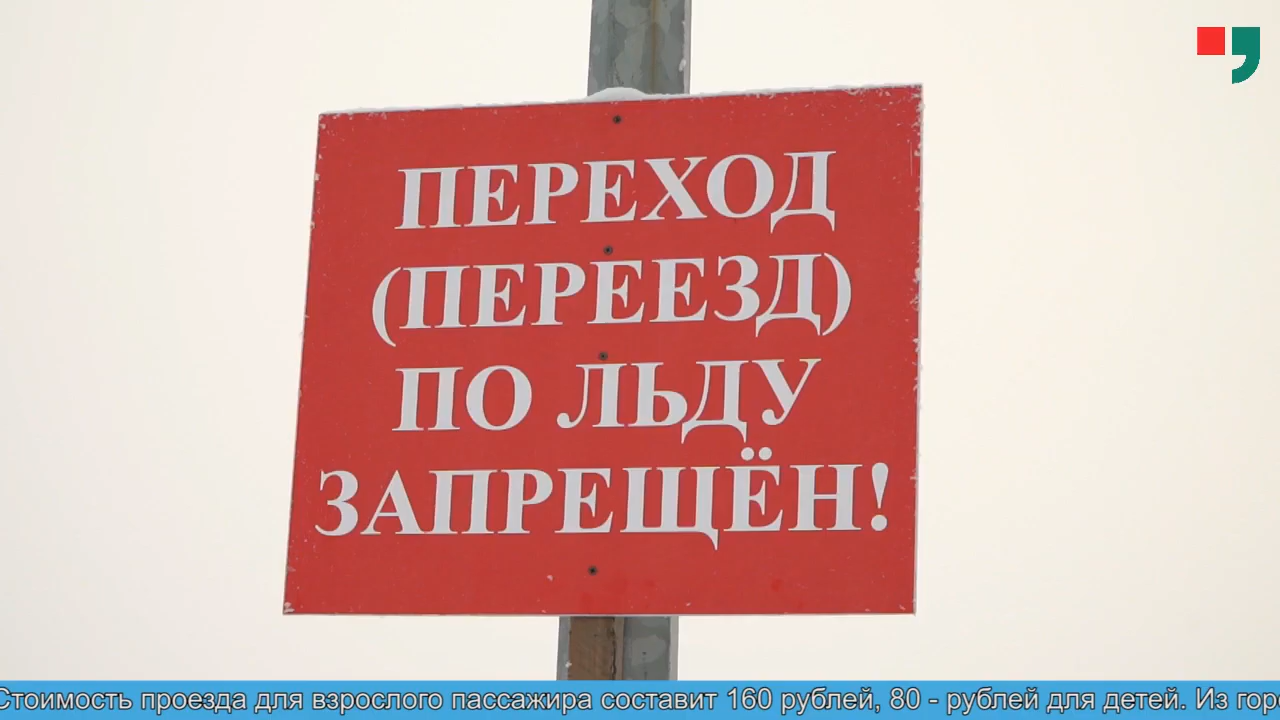 ПЕРЕХОД
(ПЕРЕЕЗД)
ПО ЛЬДУ
ЗАПРЕЩЁН!
Стоимость проезда для взрослого пассажира составит 160 рублей, 80 - рублей для детей. Из